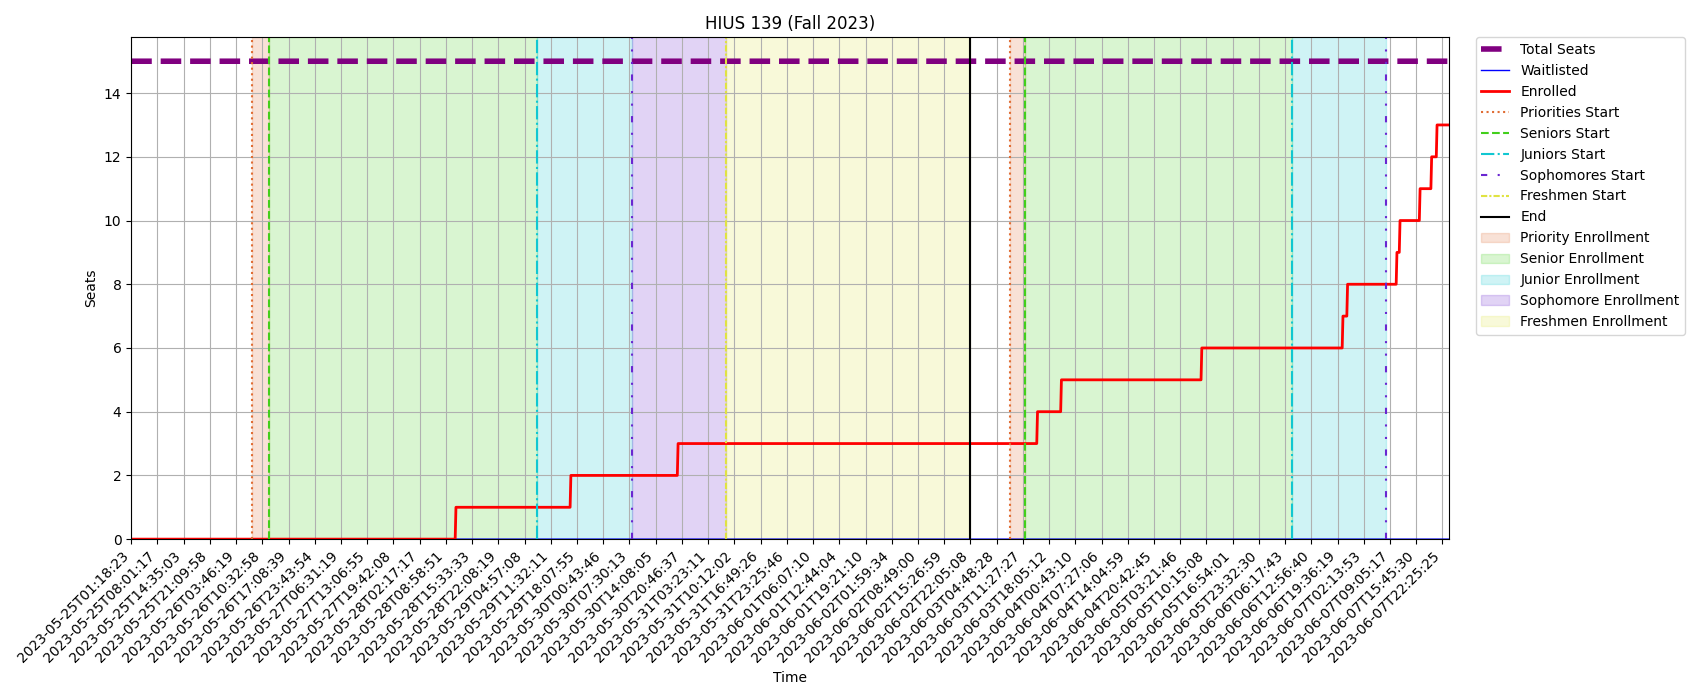 HIUS 139 (Fall 2023)
Seats
14
12
10
8
6
4
2
0
2023-05-25T01:18:23
2023-05-25T08:01:17
2023-05-25T14:35:03
2023-05-25T21:09:58
2023-05-26T03:46:19
2023-05-26T10:32:58
2023-05-26T17:08:39
2023-05-26T23:43:54
2023-05-27T06:31:19
2023-05-27T13:06:55
2023-05-27T19:42:08
2023-05-28T02:17:17
2023-05-28T08:58:51
2023-05-28T15:33:33
2023-05-28T22:08:19
2023-05-29T04:57:08
2023-05-29T11:32:11
2023-05-29T18:07:55
2023-05-30T00:43:46
2023-05-30T07:30:13
2023-05-30T14:08:05
2023-05-30T20:46:37
2023-05-31T03:23:11
2023-05-31T10:12:02
2023-05-31T16:49:26
2023-05-31T23:25:46
2023-06-01T06:07:10
2023-06-01T12:44:04
2023-06-01T19:21:10
2023-06-02T01:59:34
2023-06-02T08:49:00
2023-06-02T15:26:59
2023-06-02T22:05:08
2023-06-03T04:48:28
2023-06-03T11:27:27
2023-06-03T18:05:12
2023-06-04T00:43:10
2023-06-04T07:27:06
2023-06-04T14:04:59
2023-06-04T20:42:45
2023-06-05T03:21:46
2023-06-05T10:15:08
2023-06-05T16:54:01
2023-06-05T23:32:30
2023-06-06T06:17:43
2023-06-06T12:56:40
2023-06-06T19:36:19
2023-06-07T02:13:53
2023-06-07T09:05:17
2023-06-07T15:45:30
2023-06-07T22:25:25
Time
Total Seats
Waitlisted
Enrolled
Priorities Start
Seniors Start
Juniors Start
Sophomores Start
Freshmen Start
End
Priority Enrollment
Senior Enrollment
Junior Enrollment
Sophomore Enrollment
Freshmen Enrollment